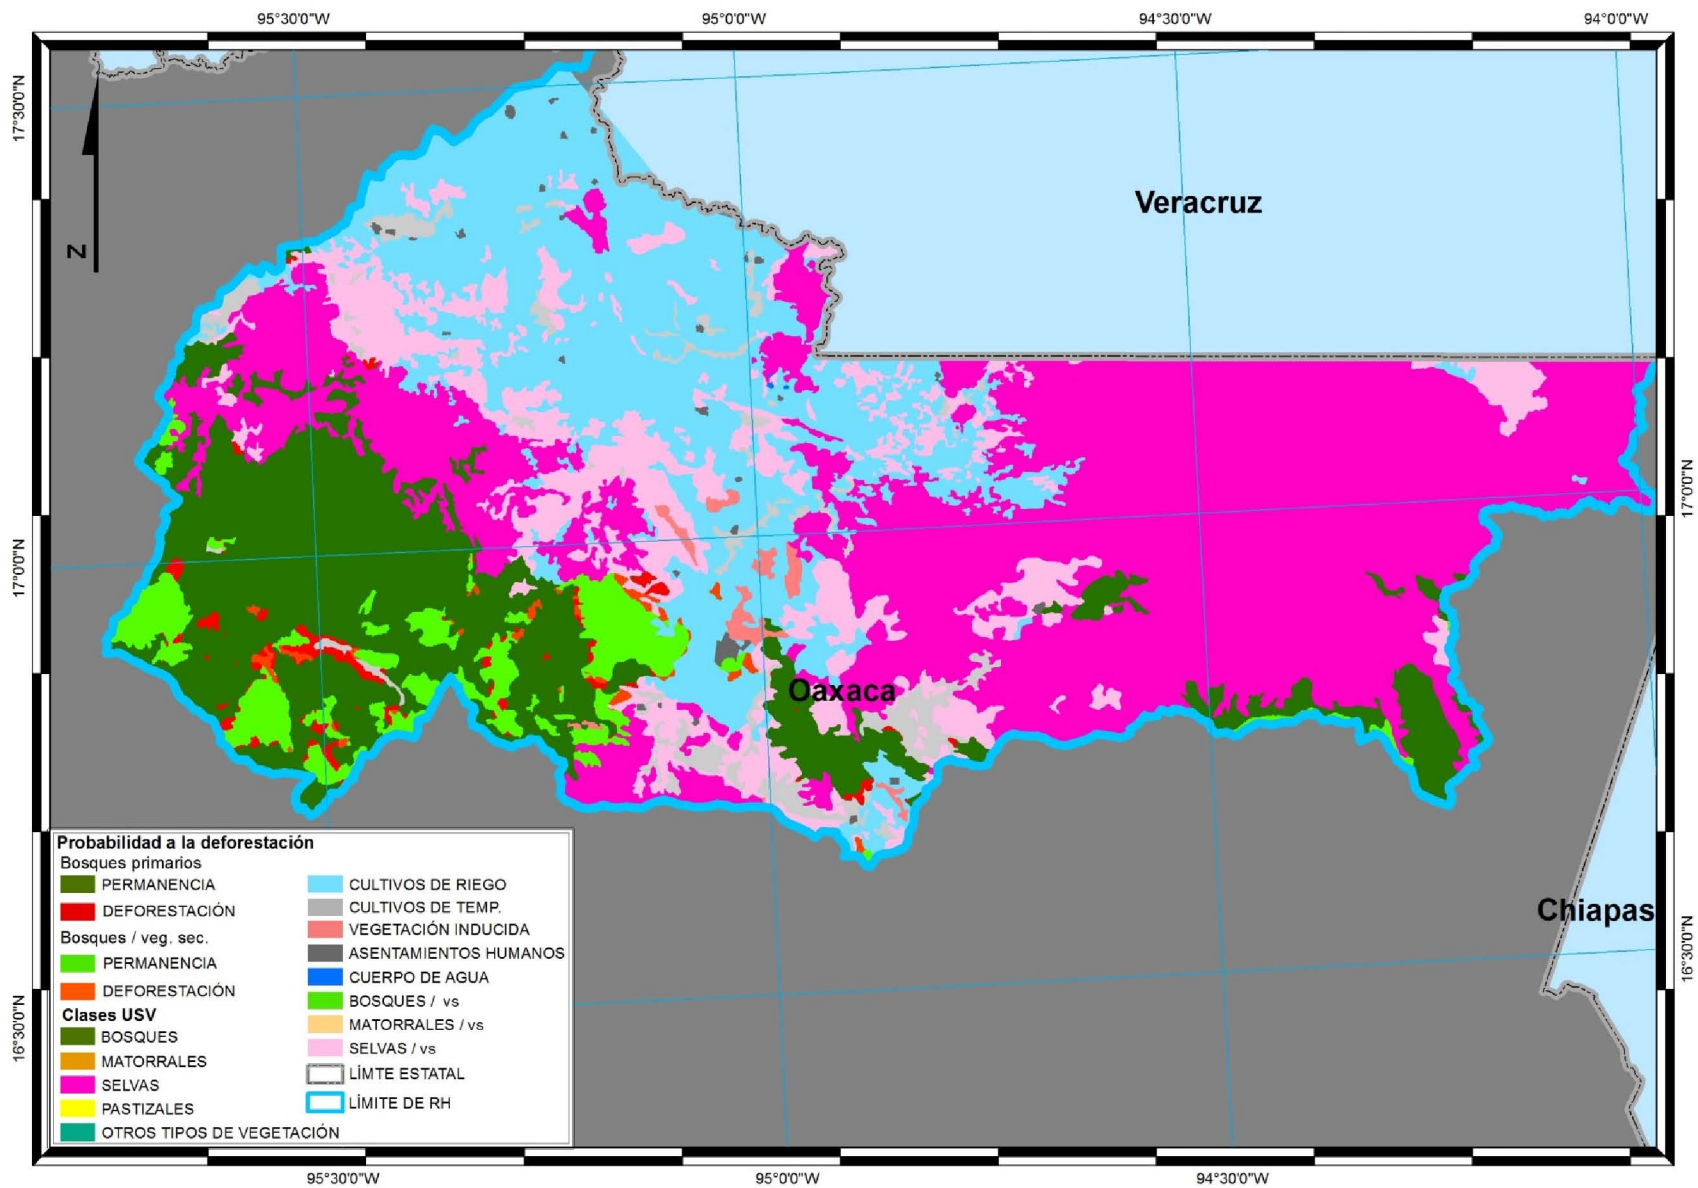 95°30'0"W
95°0'0"W
94°30'0"W
94°0'0"W
17°30'0"N
17°0'0"N
16°30'0"N
17°0'0"N
16°30'0"N
N
Veracruz
Oaxaca
Chiapas
Probabilidad a la deforestación
Bosques primarios
PERMANENCIA
DEFORESTACIÓN
Bosques / veg. sec.
PERMANENCIA
DEFORESTACIÓN
Clases USV
BOSQUES
MATORRALES
SELVAS
PASTIZALES
OTROS TIPOS DE VEGETACIÓN
CULTIVOS DE RIEGO
CULTIVOS DE TEMP.
VEGETACIÓN INDUCIDA
ASENTAMIENTOS HUMANOS
CUERPO DE AGUA
BOSQUES / vs
MATORRALES / vs
SELVAS / vs
LÍMTE ESTATAL
LÍMITE DE RH
95°30'0"W
95°0'0"W
94°30'0"W